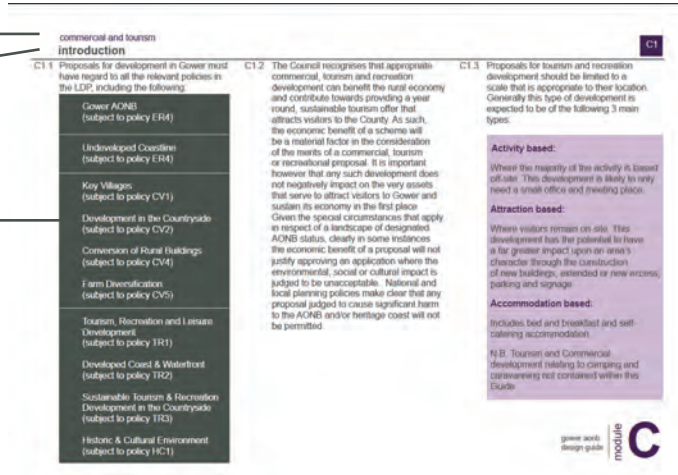 commercial and tourism
introduction
C1
C1.1 Proposals for development in Gower must
have regard to all the relevant policies in
the LDP, including the following:
Gower AONB
(subject to policy ER4)
Undeveloped Coastline
(subject to policy ER4)
Key Villages
(subject to policy CV1)
Development in the Countryside
(subject to policy CV2)
Conversion of Rural Buildings
(subject to policy CV4)
Farm Diversification
(subject to policy CV5)
Tourism, Recreation and Leisure
Development
(subject to policy TR1)
Developed Coast & Waterfront
(subject to policy TR2)
Sustainable Tourism & Recreation
Development in the Countryside
(subject to policy TR3)
Historic & Cultural Environment
(subject to policy HC1)
C1.2 The Council recognises that appropriate
commercial, tourism and recreation
development can benefit the rural economy
and contribute towards providing a year
round, sustainable tourism offer that
attracts visitors to the County. As such,
the economic benefit of a scheme will
be a material factor in the consideration
of the merits of a commercial, tourism
or recreational proposal. It is important
however that any such development does
not negatively impact on the very assets
that serve to attract visitors to Gower and
sustain its economy in the first place.
Given the special circumstances that apply
in respect of a landscape of designated
AONB status, clearly in some instances
the economic benefit of a proposal will not
justify approving an application where the
environmental, social or cultural impact is
judged to be unacceptable. National and
local planning policies make clear that any
proposal judged to cause significant harm
to the AONB and/or heritage coast will not
be permitted.
C1.3 Proposals for tourism and recreation
development should be limited to a
scale that is appropriate to their location.
Generally this type of development is
expected to be of the following 3 main
types:
Activity based:
Where the majority of the activity is based
off-site. This development is likely to only
need a small office and meeting place.
Attraction based:
Where visitors remain on site. This
development has the potential to have
a far greater impact upon an area's
character through the construction
of new buildings, extended or new access,
parking and signage.
Accommodation based:
Includes bed and breakfast and self-
catering accommodation.
N.B. Tourism and Commercial
development relating to camping and
caravanning not contained within this
Guide.
gower aonb
design guide
module
C